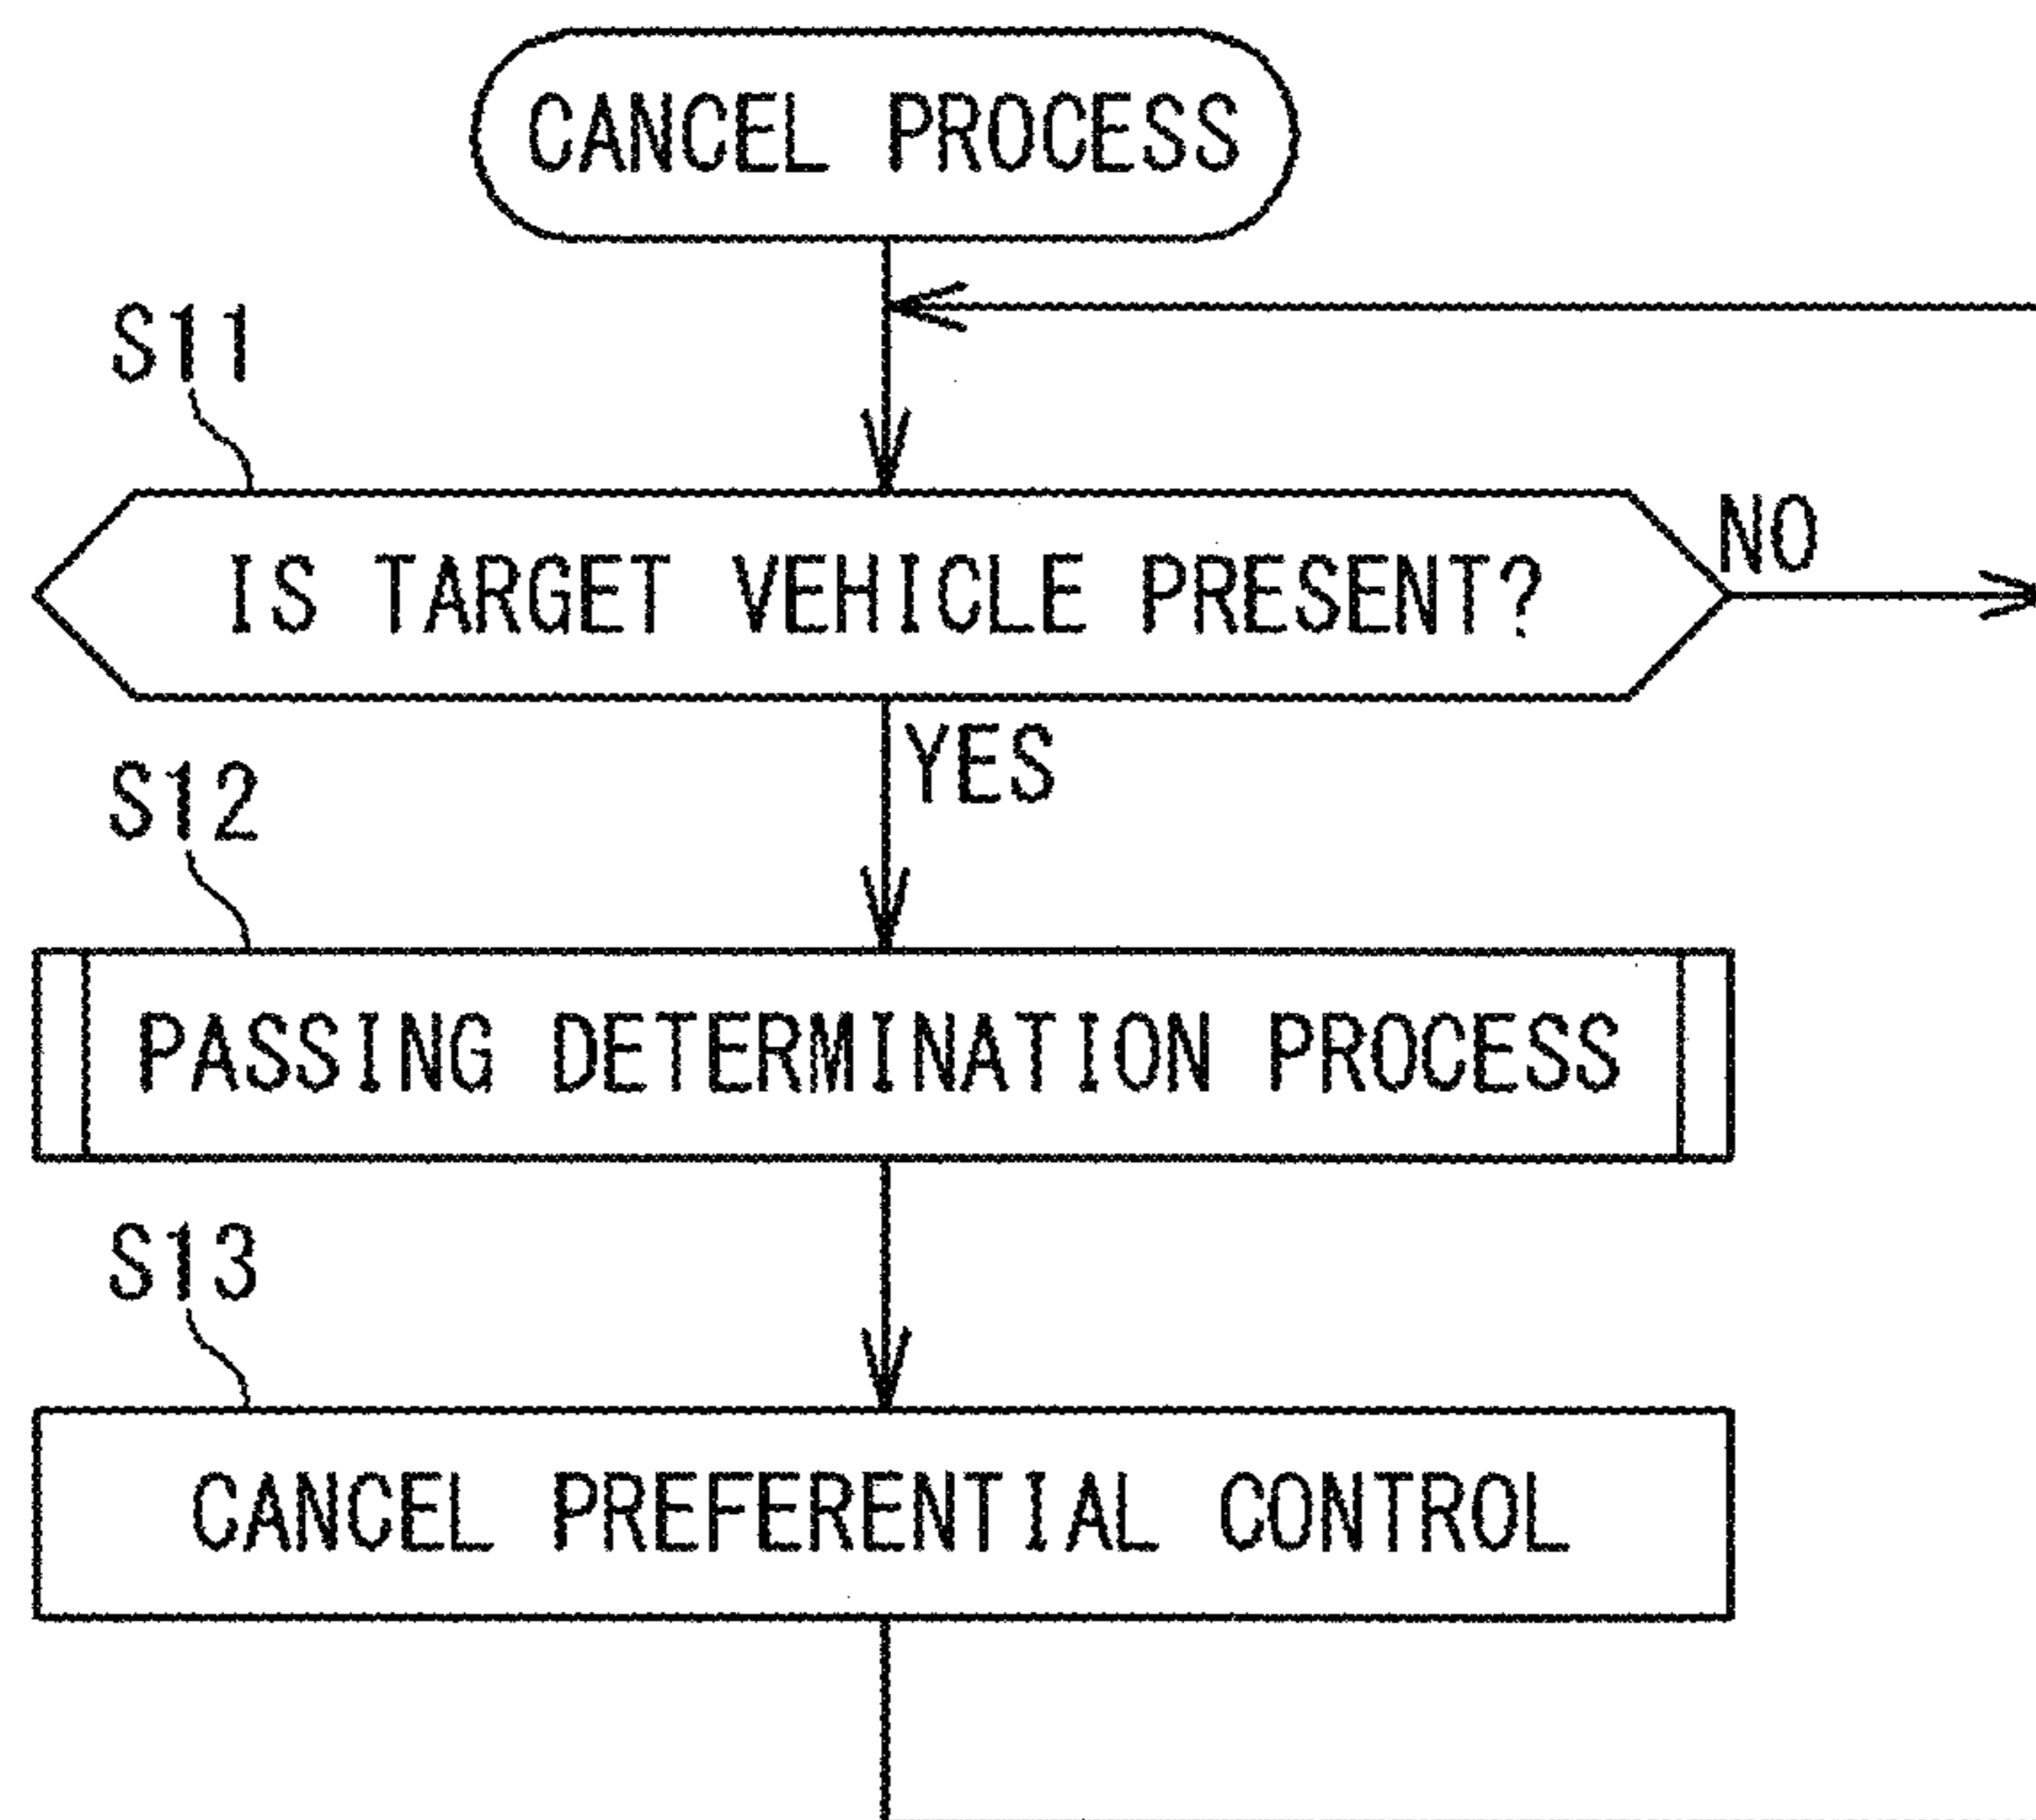 CANCEL PROCESS
S11
IS TARGET VEHICLE PRESENT?
NO
YES
S12
PASSING DETERMINATION PROCESS
S13
CANCEL PREFERENTIAL CONTROL